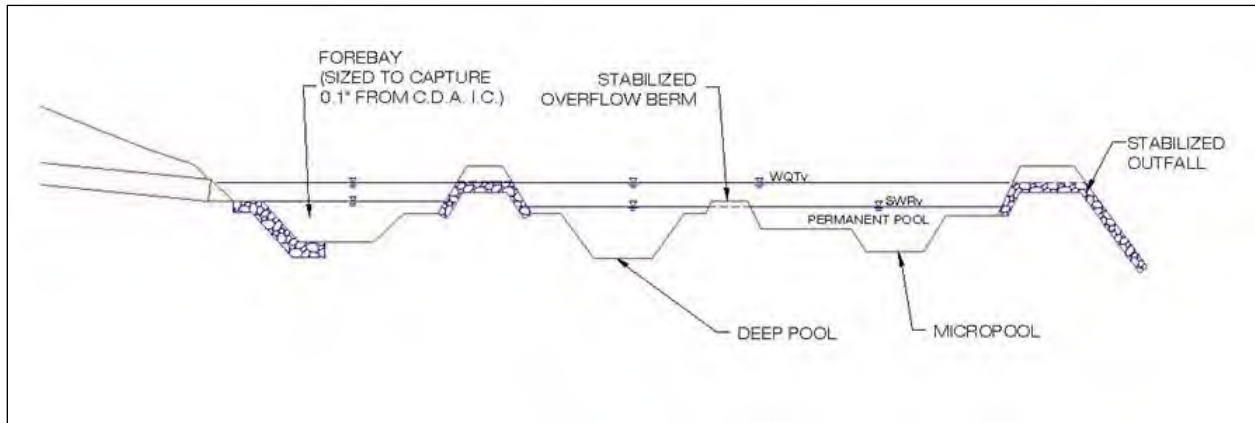 FOREBAY
(SIZED TO CAPTURE
0.1" FROM C.D.A. I.C.)
STABILIZED
OVERFLOW BERM
STABILIZED
OUTFALL
WQTv
SWRv
PERMANENT POOL
DEEP POOL
MICROPOOL